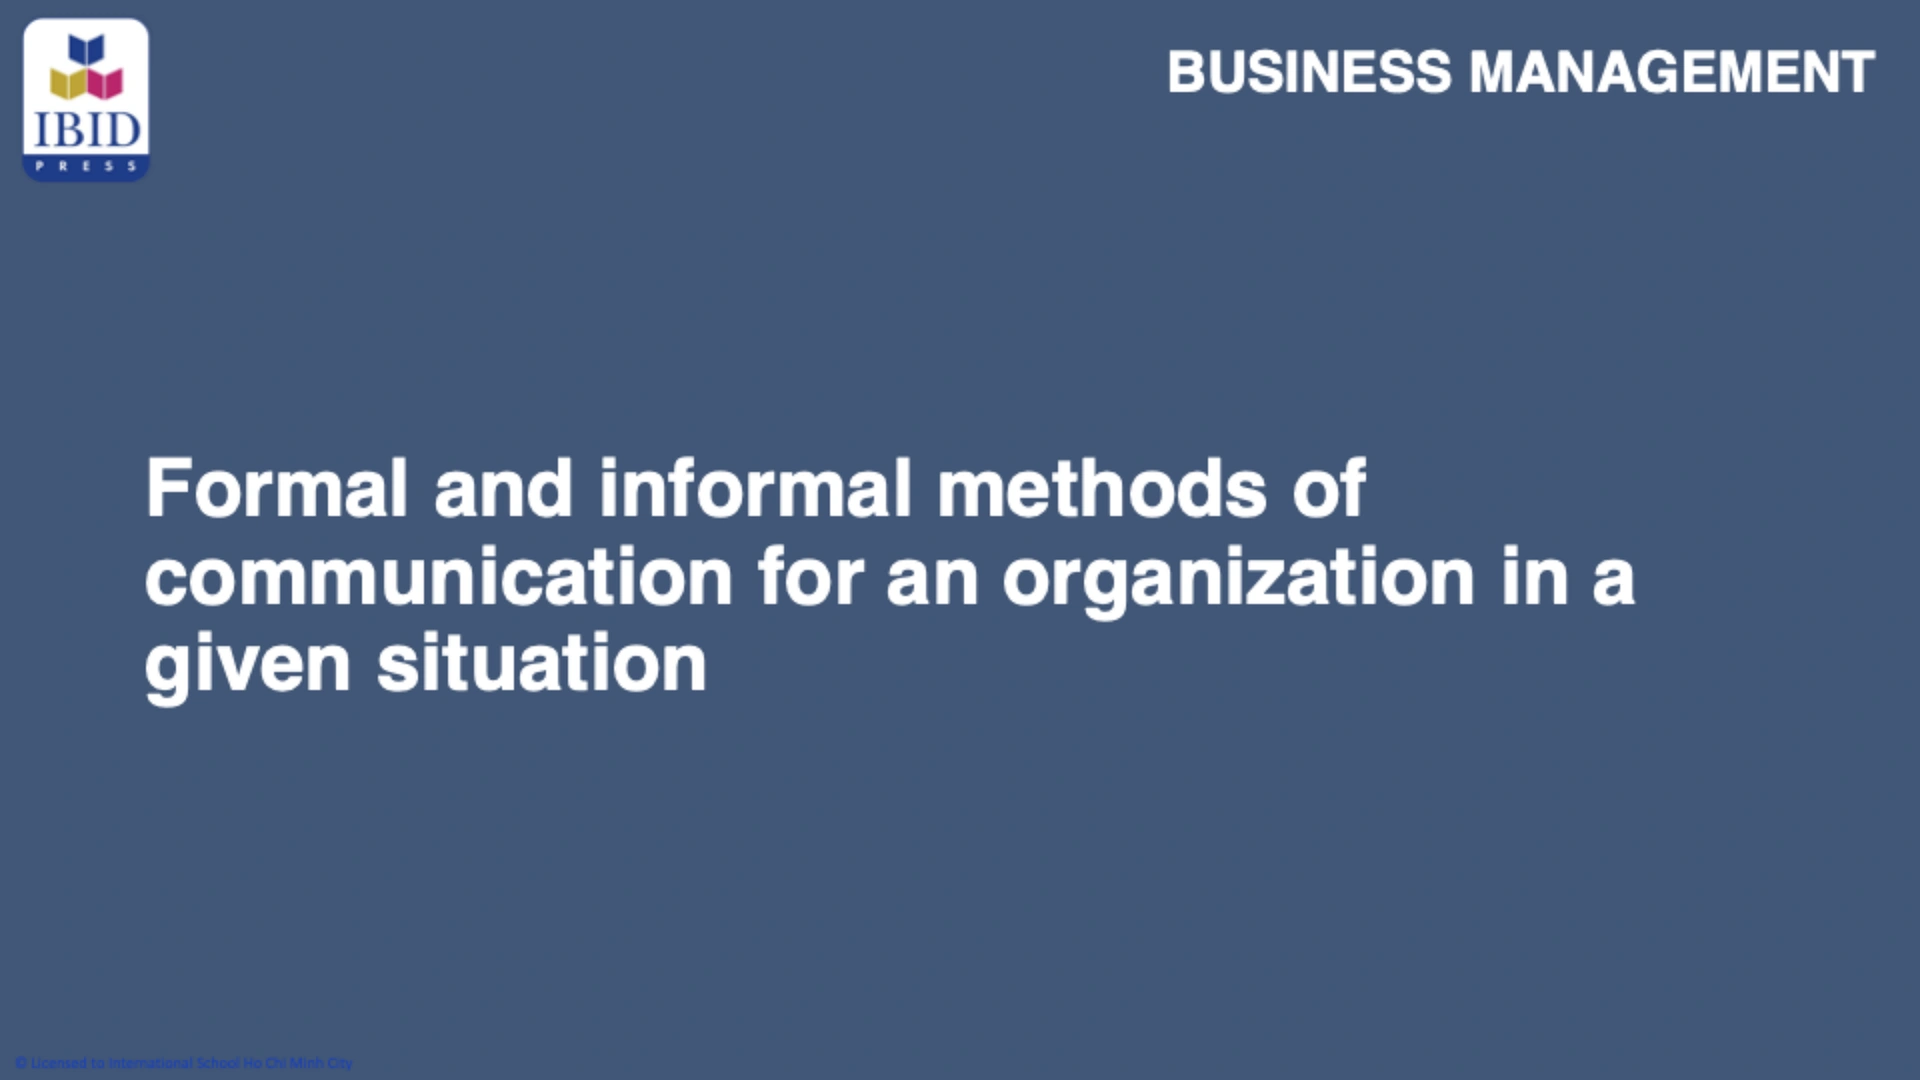 IBID
PRESS
BUSINESS MANAGEMENT
Formal and informal methods of
communication for an organization in a
given situation
© Licensed to International School Ho Chi Minh City